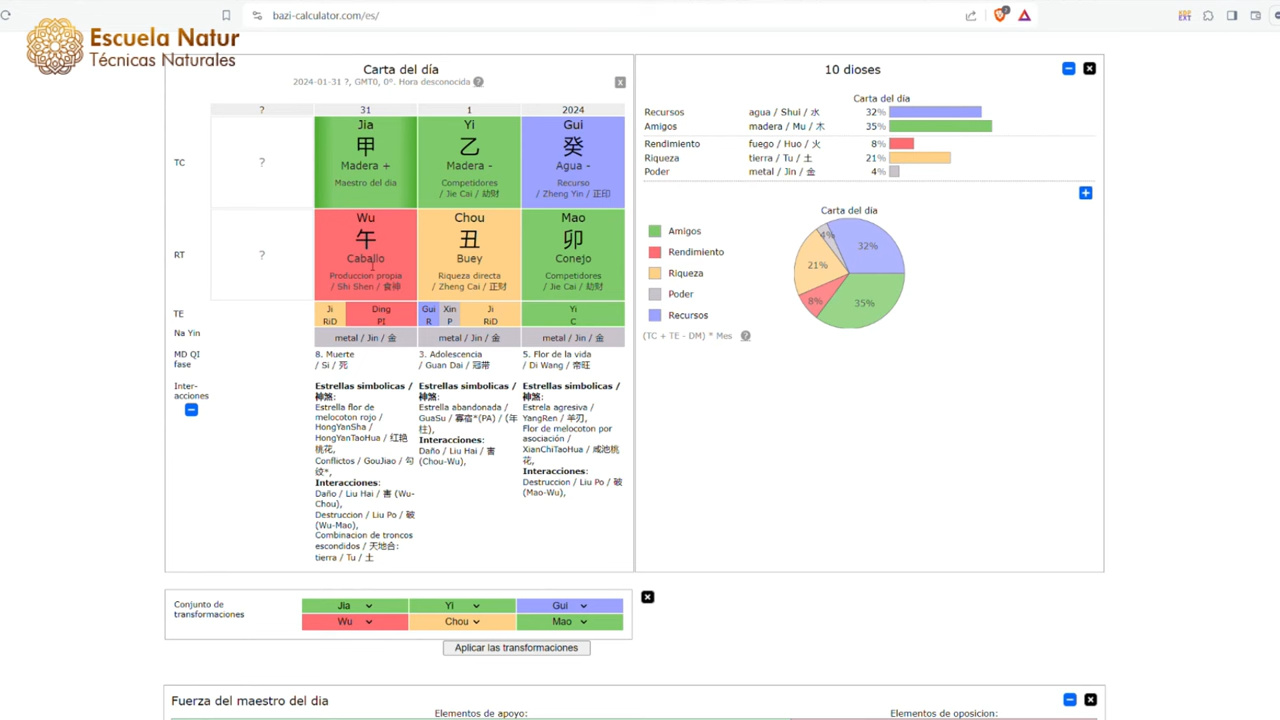 bazi-calculator.com/es/
Escuela Natur
Técnicas Naturales
Carta del día
2024-01-31 ?, GMT0, 0º. Hora desconocida ?
x
? 31 1 2024
TC
?
Jia
甲
Madera +
Maestro del dia
Yi
乙
Madera -
Competidores
/ Jie Cai / 劫财
Gui
癸
Agua -
Recurso
/ Zheng Yin / 正印
RT
?
Wu
午
Caballo
Produccion propia
/ Shi Shen / 食神
Chou
丑
Buey
Riqueza directa
/ Zheng Cai / 正财
Mao
卯
Conejo
Competidores
/ Jie Cai / 劫财
TE
Ji Ding Gui Xin Ji Yi
RiD PI R P RiD C
Na Yin
metal / Jin / 金 metal / Jin / 金 metal / Jin / 金
MD QI
fase
8. Muerte
/ Si / 死
3. Adolescencia
/ Guan Dai / 冠带
5. Flor de la vida
/ Di Wang / 帝旺
Inter-
acciones
Estrellas simbolicas /
神煞:
Estrella flor de
melocoton rojo /
HongYanSha /
HongYanTaoHua / 红艳
桃花,
Conflictos / GouJiao / 勾
绞*,
Interacciones:
Daño / Liu Hai / 害 (Wu-
Chou),
Destruccion / Liu Po / 破
(Wu-Mao),
Combinacion de troncos
escondidos / 天地合:
tierra / Tu / 土
Estrellas simbolicas /
神煞:
Estrella abandonada /
GuaSu / 寡宿*(PA) / (年
柱),
Interacciones:
Daño / Liu Hai / 害
(Chou-Wu),
Estrellas simbolicas /
神煞:
Estrela agresiva /
YangRen / 羊刃,
Flor de melocoton por
asociación /
XianChiTaoHua / 咸池桃
花,
Interacciones:
Destruccion / Liu Po / 破
(Mao-Wu),
10 dioses
Carta del día
Recursos agua / Shui / 水 32%
Amigos madera / Mu / 木 35%
Rendimiento fuego / Huo / 火 8%
Riqueza tierra / Tu / 土 21%
Poder metal / Jin / 金 4%
Carta del día
Amigos
Rendimiento
Riqueza
Poder
Recursos
4%
32%
21%
8%
35%
(TC + TE - DM) * Mes ?
Conjunto de
transformaciones
Jia Yi Gui
Wu Chou Mao
Aplicar las transformaciones
Fuerza del maestro del dia
Elementos de apoyo: Elementos de oposicion: